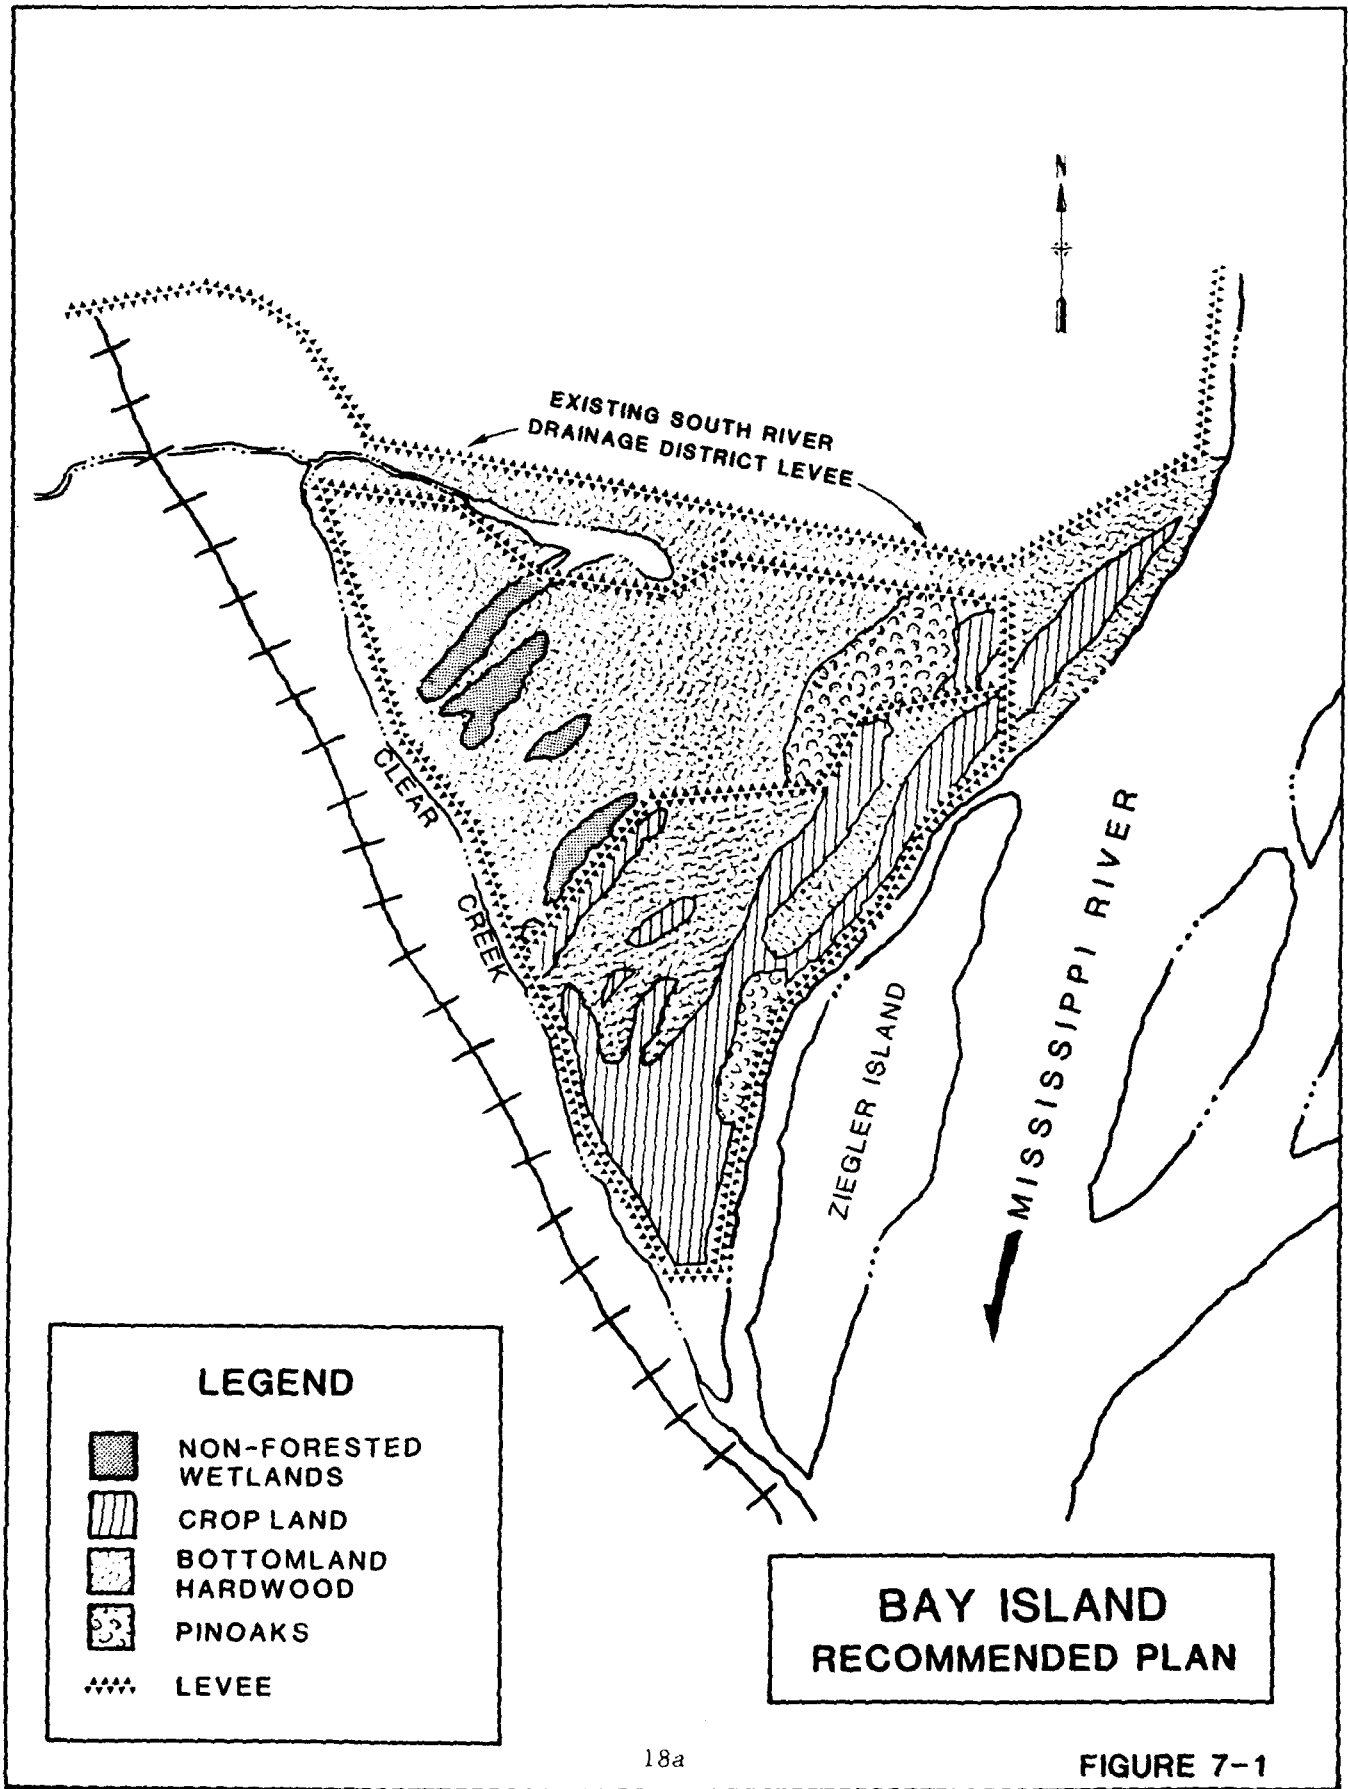 N
EXISTING SOUTH RIVER
DRAINAGE DISTRICT LEVEE
CLEAR
CREEK
MISSISSIPPI RIVER
ZIEGLER ISLAND
LEGEND
NON-FORESTED
WETLANDS
CROP LAND
BOTTOMLAND
HARDWOOD
PINOAKS
LEVEE
BAY ISLAND
RECOMMENDED PLAN
18a
FIGURE 7-1